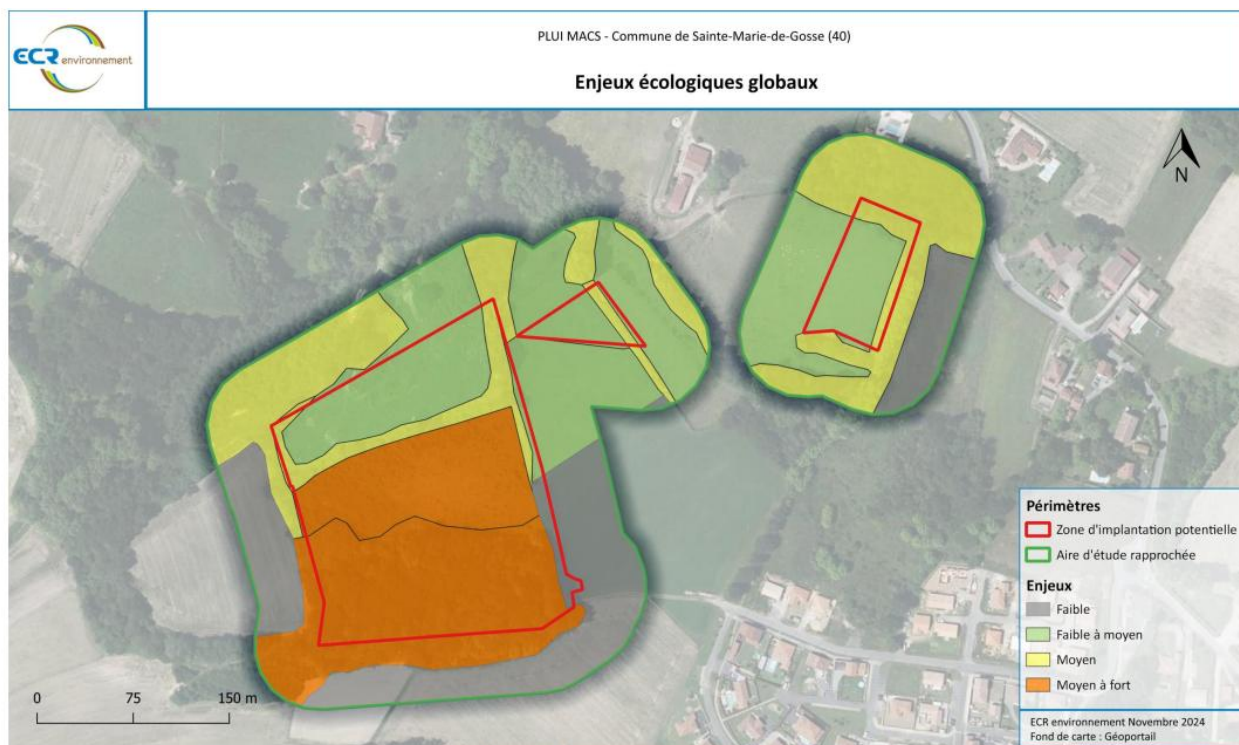 ECR environnement
PLUI MACS - Commune de Sainte-Marie-de-Gosse (40)
Enjeux écologiques globaux
N
Périmètres
Zone d'implantation potentielle
Aire d'étude rapprochée
Enjeux
Faible
Faible à moyen
Moyen
Moyen à fort
0 75 150 m
ECR environnement Novembre 2024
Fond de carte : Géoportail